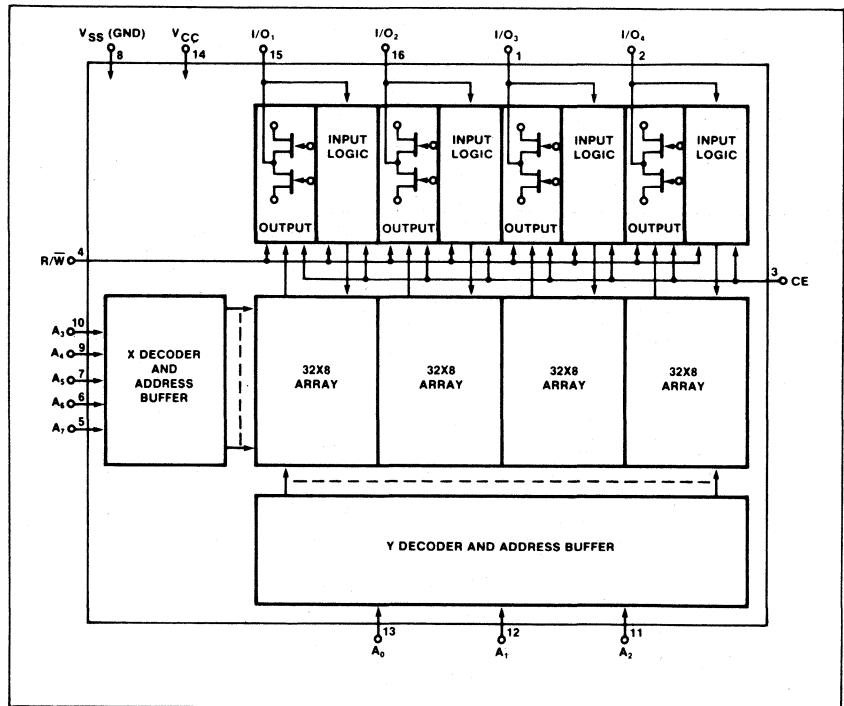 V_SS (GND) V_CC I/O₁ I/O₂ I/O₃ I/O₄
8 14 15 16 1 2
INPUT LOGIC INPUT LOGIC INPUT LOGIC INPUT LOGIC
OUTPUT OUTPUT OUTPUT OUTPUT
R/W̅ 4
3 CE
A₃ 10
A₄ 9
A₅ 7
A₆ 6
A₇ 5
X DECODER
AND
ADDRESS
BUFFER
32X8 ARRAY 32X8 ARRAY 32X8 ARRAY 32X8 ARRAY
Y DECODER AND ADDRESS BUFFER
13 12 11
A₀ A₁ A₂